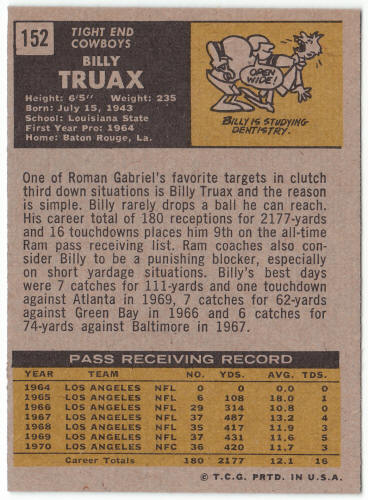 152
TIGHT END
COWBOYS
BILLY
TRUAX
Height: 6'5" Weight: 235
Born: July 15, 1943
School: Louisiana State
First Year Pro: 1964
Home: Baton Rouge, La.
OPEN
WIDE!
BILLY IS STUDYING
DENTISTRY.
One of Roman Gabriel's favorite targets in clutch
third down situations is Billy Truax and the reason
is simple. Billy rarely drops a ball he can reach.
His career total of 180 receptions for 2177-yards
and 16 touchdowns places him 9th on the all-time
Ram pass receiving list. Ram coaches also con-
sider Billy to be a punishing blocker, especially
on short yardage situations. Billy's best days
were 7 catches for 111-yards and one touchdown
against Atlanta in 1969, 7 catches for 62-yards
against Green Bay in 1966 and 6 catches for
74-yards against Baltimore in 1967.
PASS RECEIVING RECORD
YEAR TEAM NO. YDS. AVG. TDS.
1964 LOS ANGELES NFL 0 0 0.0 0
1965 LOS ANGELES NFL 6 108 18.0 1
1966 LOS ANGELES NFL 29 314 10.8 0
1967 LOS ANGELES NFL 37 487 13.2 4
1968 LOS ANGELES NFL 35 417 11.9 3
1969 LOS ANGELES NFL 37 431 11.6 5
1970 LOS ANGELES NFC 36 420 11.7 3
Career Totals 180 2177 12.1 16
© T.C.G. PRTD. IN U.S.A.